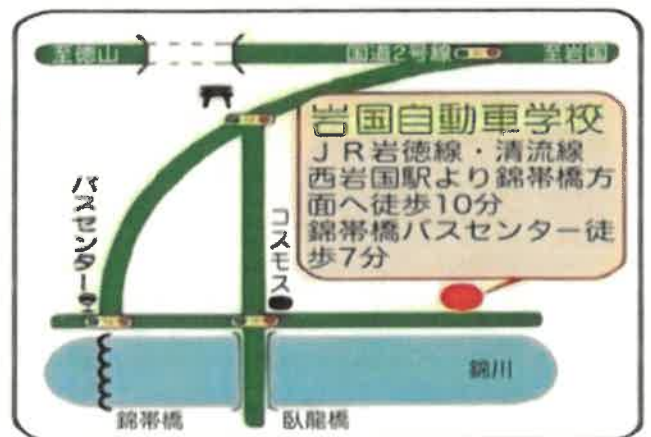 至徳山
国道2号線
至岩国
岩国自動車学校
JR岩徳線・清流線
西岩国駅より錦帯橋方
面へ徒歩10分
錦帯橋バスセンター徒
歩7分
バスセンター
コスモス
錦川
錦帯橋
臥龍橋